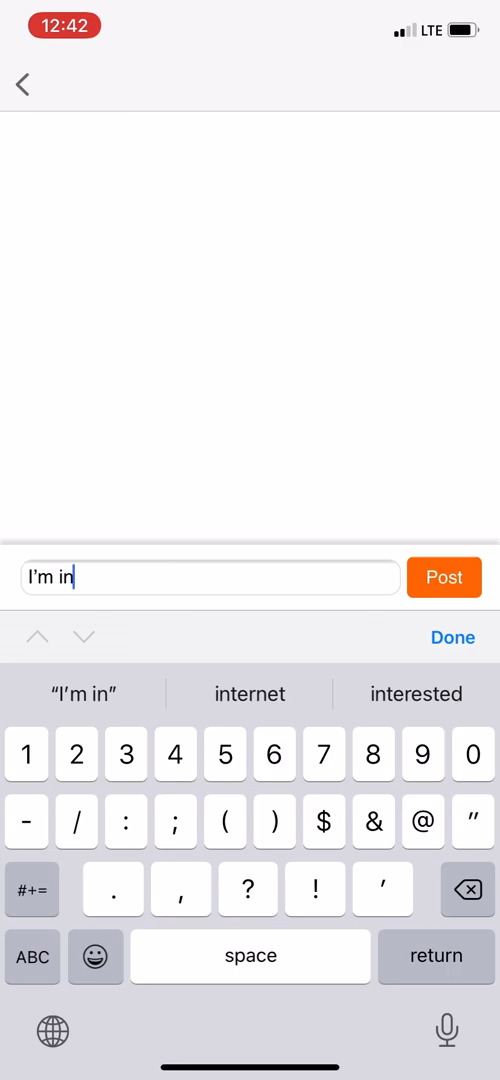 12:42
LTE
I’m in
Post
Done
“I’m in” internet interested
1 2 3 4 5 6 7 8 9 0
- / : ; ( ) $ & @ "
#+= . , ? ! ’
ABC space return